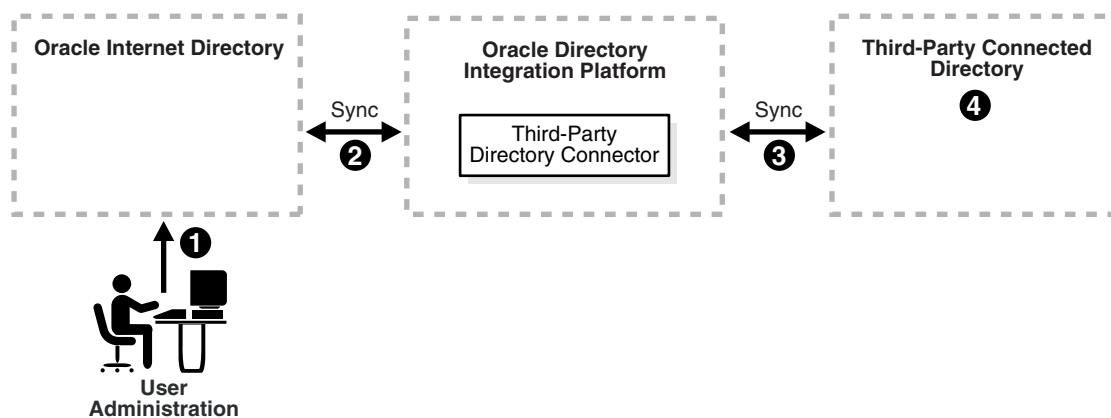 Oracle Internet Directory
Oracle Directory
Integration Platform
Third-Party Connected
Directory
4
Sync
2
Third-Party
Directory Connector
Sync
3
1
User
Administration